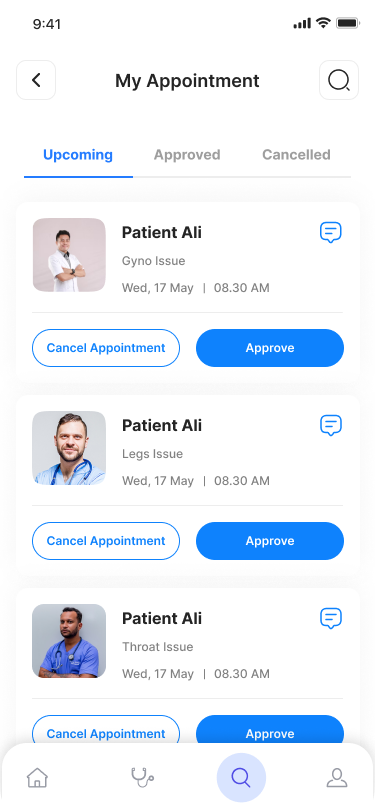 9:41
My Appointment
Upcoming Approved Cancelled
Patient Ali
Gyno Issue
Wed, 17 May | 08.30 AM
Cancel Appointment Approve
Patient Ali
Legs Issue
Wed, 17 May | 08.30 AM
Cancel Appointment Approve
Patient Ali
Throat Issue
Wed, 17 May | 08.30 AM
Cancel Appointment Approve